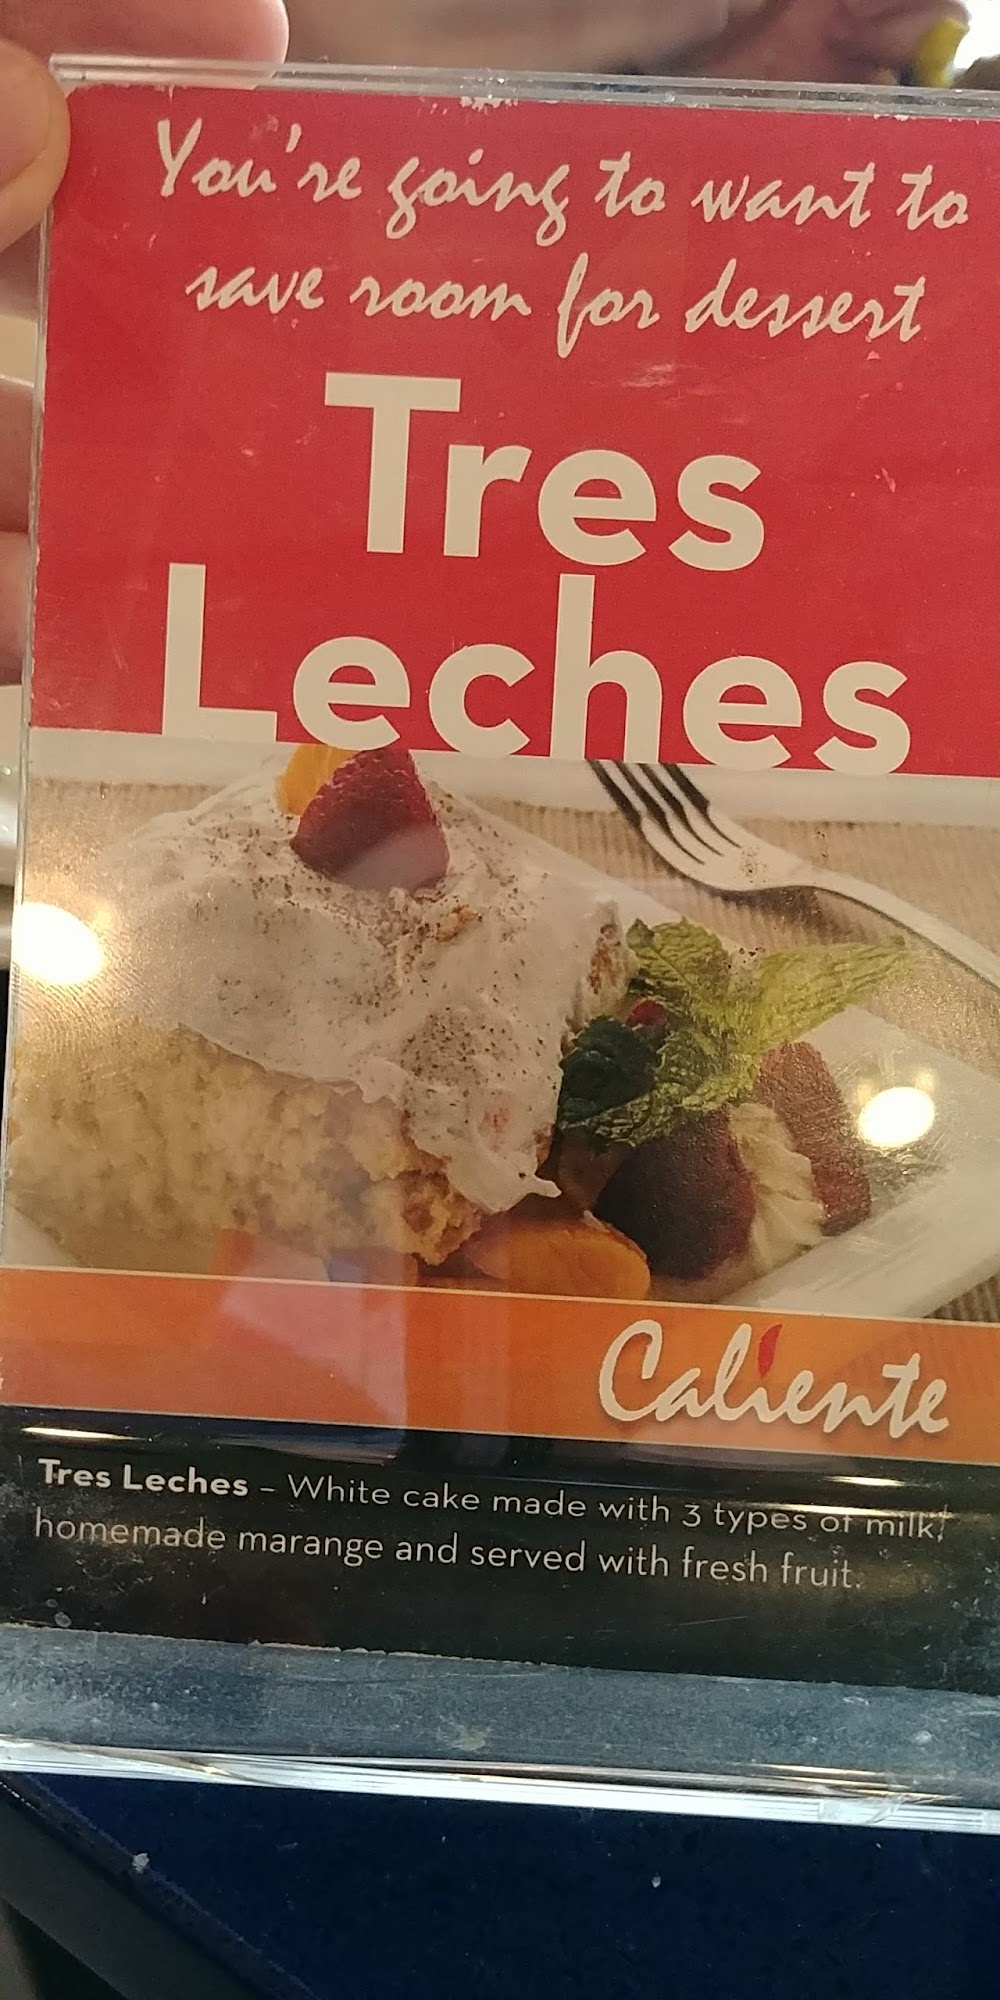 You're going to want to
save room for dessert
Tres
Leches
Caliente
Tres Leches – White cake made with 3 types of milk,
homemade marange and served with fresh fruit.